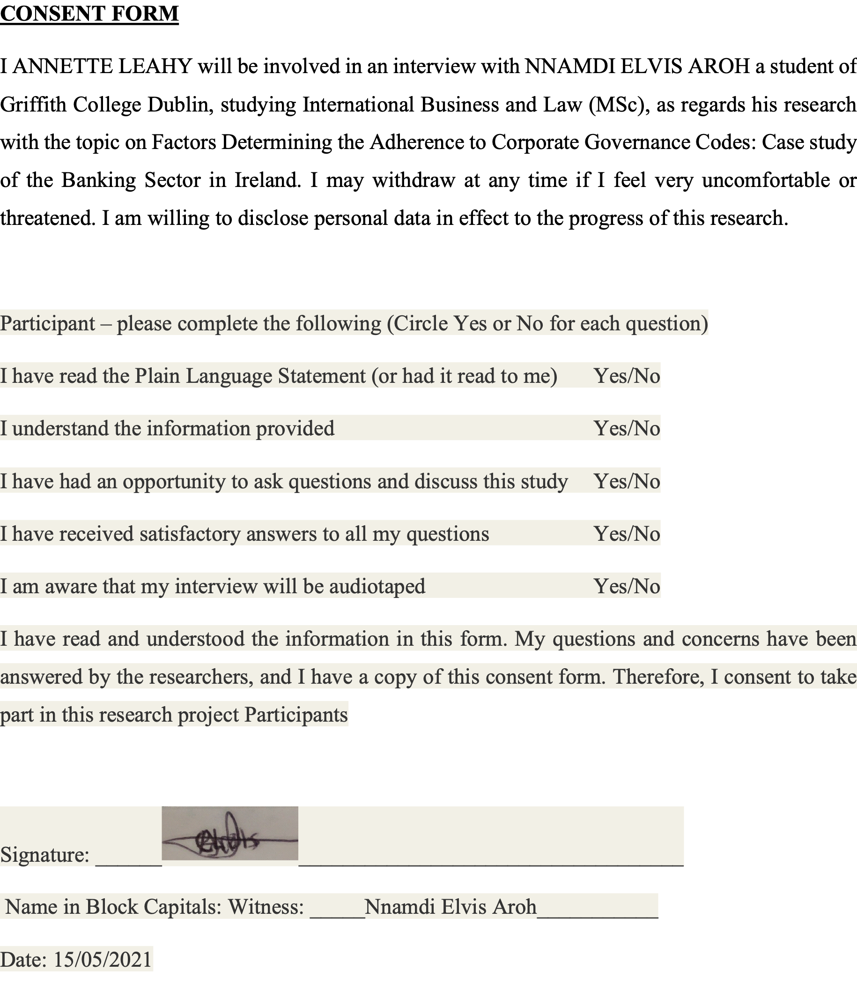 CONSENT FORM
I ANNETTE LEAHY will be involved in an interview with NNAMDI ELVIS AROH a student of
Griffith College Dublin, studying International Business and Law (MSc), as regards his research
with the topic on Factors Determining the Adherence to Corporate Governance Codes: Case study
of the Banking Sector in Ireland. I may withdraw at any time if I feel very uncomfortable or
threatened. I am willing to disclose personal data in effect to the progress of this research.
Participant – please complete the following (Circle Yes or No for each question)
I have read the Plain Language Statement (or had it read to me) Yes/No
I understand the information provided Yes/No
I have had an opportunity to ask questions and discuss this study Yes/No
I have received satisfactory answers to all my questions Yes/No
I am aware that my interview will be audiotaped Yes/No
I have read and understood the information in this form. My questions and concerns have been
answered by the researchers, and I have a copy of this consent form. Therefore, I consent to take
part in this research project Participants
Signature: ______ ___________________________________
Name in Block Capitals: Witness: _____Nnamdi Elvis Aroh___________
Date: 15/05/2021